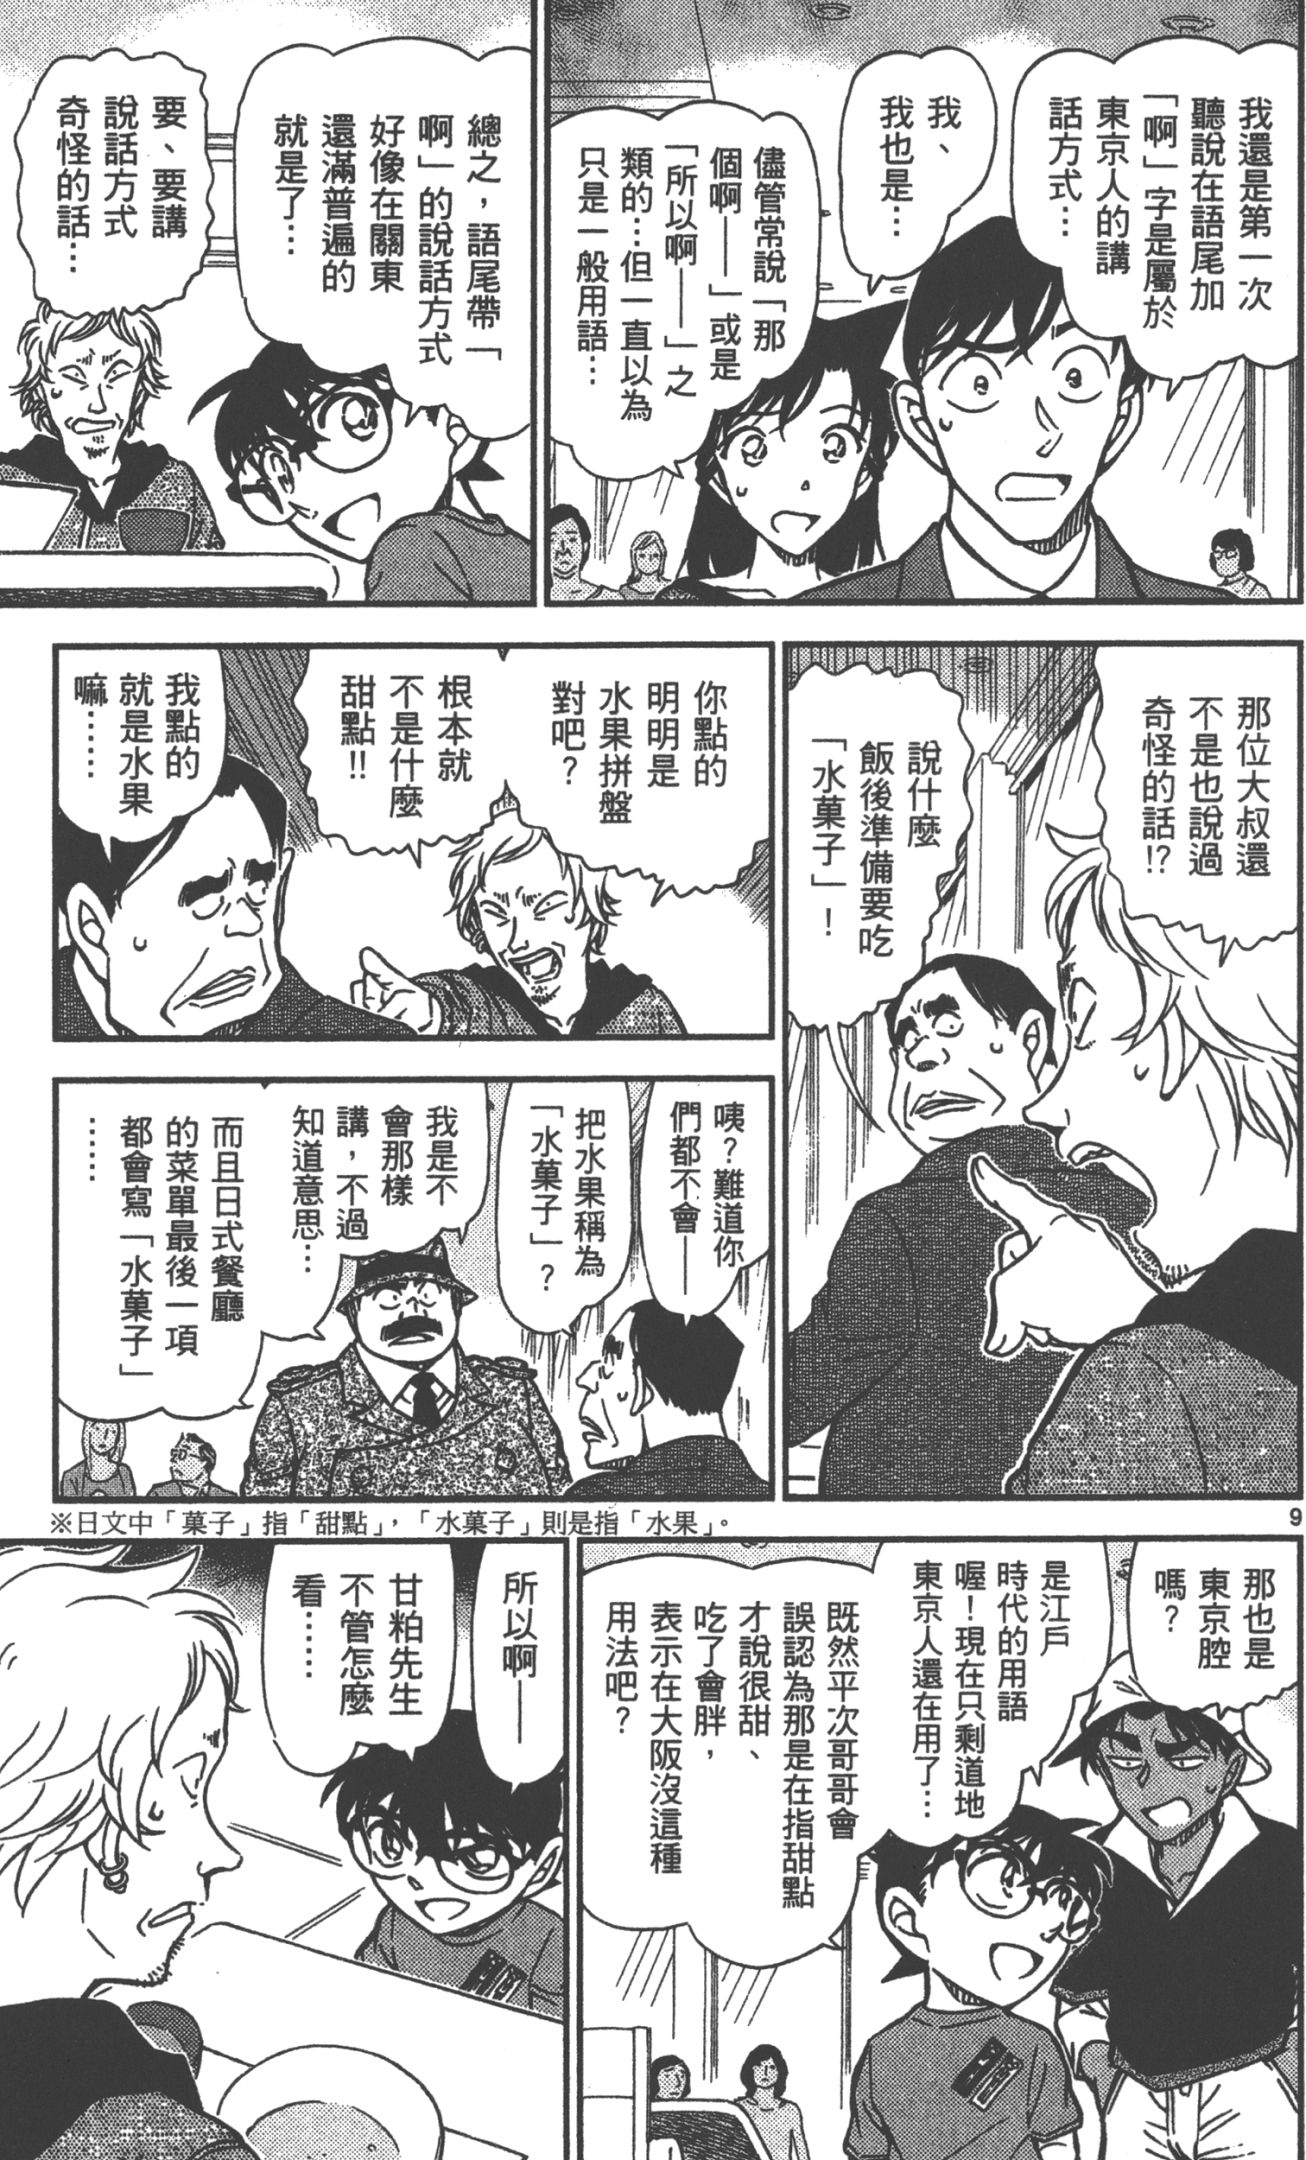 我還是第一次
聽說在語尾加
「啊」字是屬於
東京人的講
話方式…
我、
我也是…
儘管常說「那
個啊——」或是
「所以啊——」之
類的…但一直以為
只是一般用語…
總之，語尾帶「
啊」的說話方式
好像在關東
還滿普遍的
就是了…
要、要講
說話方式
奇怪的話…
那位大叔還
不是也說過
奇怪的話!?
說什麼
飯後準備要吃
「水菓子」！
你點的
明明是
水果拼盤
對吧？
根本就
不是什麼
甜點!!
我點的
就是水果
嘛……
咦？難道你
們都不會—
把水果稱為
「水菓子」？
我是不
會那樣
講，不過
知道意思…
而且日式餐廳
的菜單最後一項
都會寫「水菓子」
……
※日文中「菓子」指「甜點」，「水菓子」則是指「水果」。
9
那也是
東京腔
嗎？
是江戶
時代的用語
喔！現在只剩道地
東京人還在用了…
既然平次哥哥會
誤認為那是在指甜點
才說很甜、
吃了會胖，
表示在大阪沒這種
用法吧？
所以啊——
甘粕先生
不管怎麼
看……